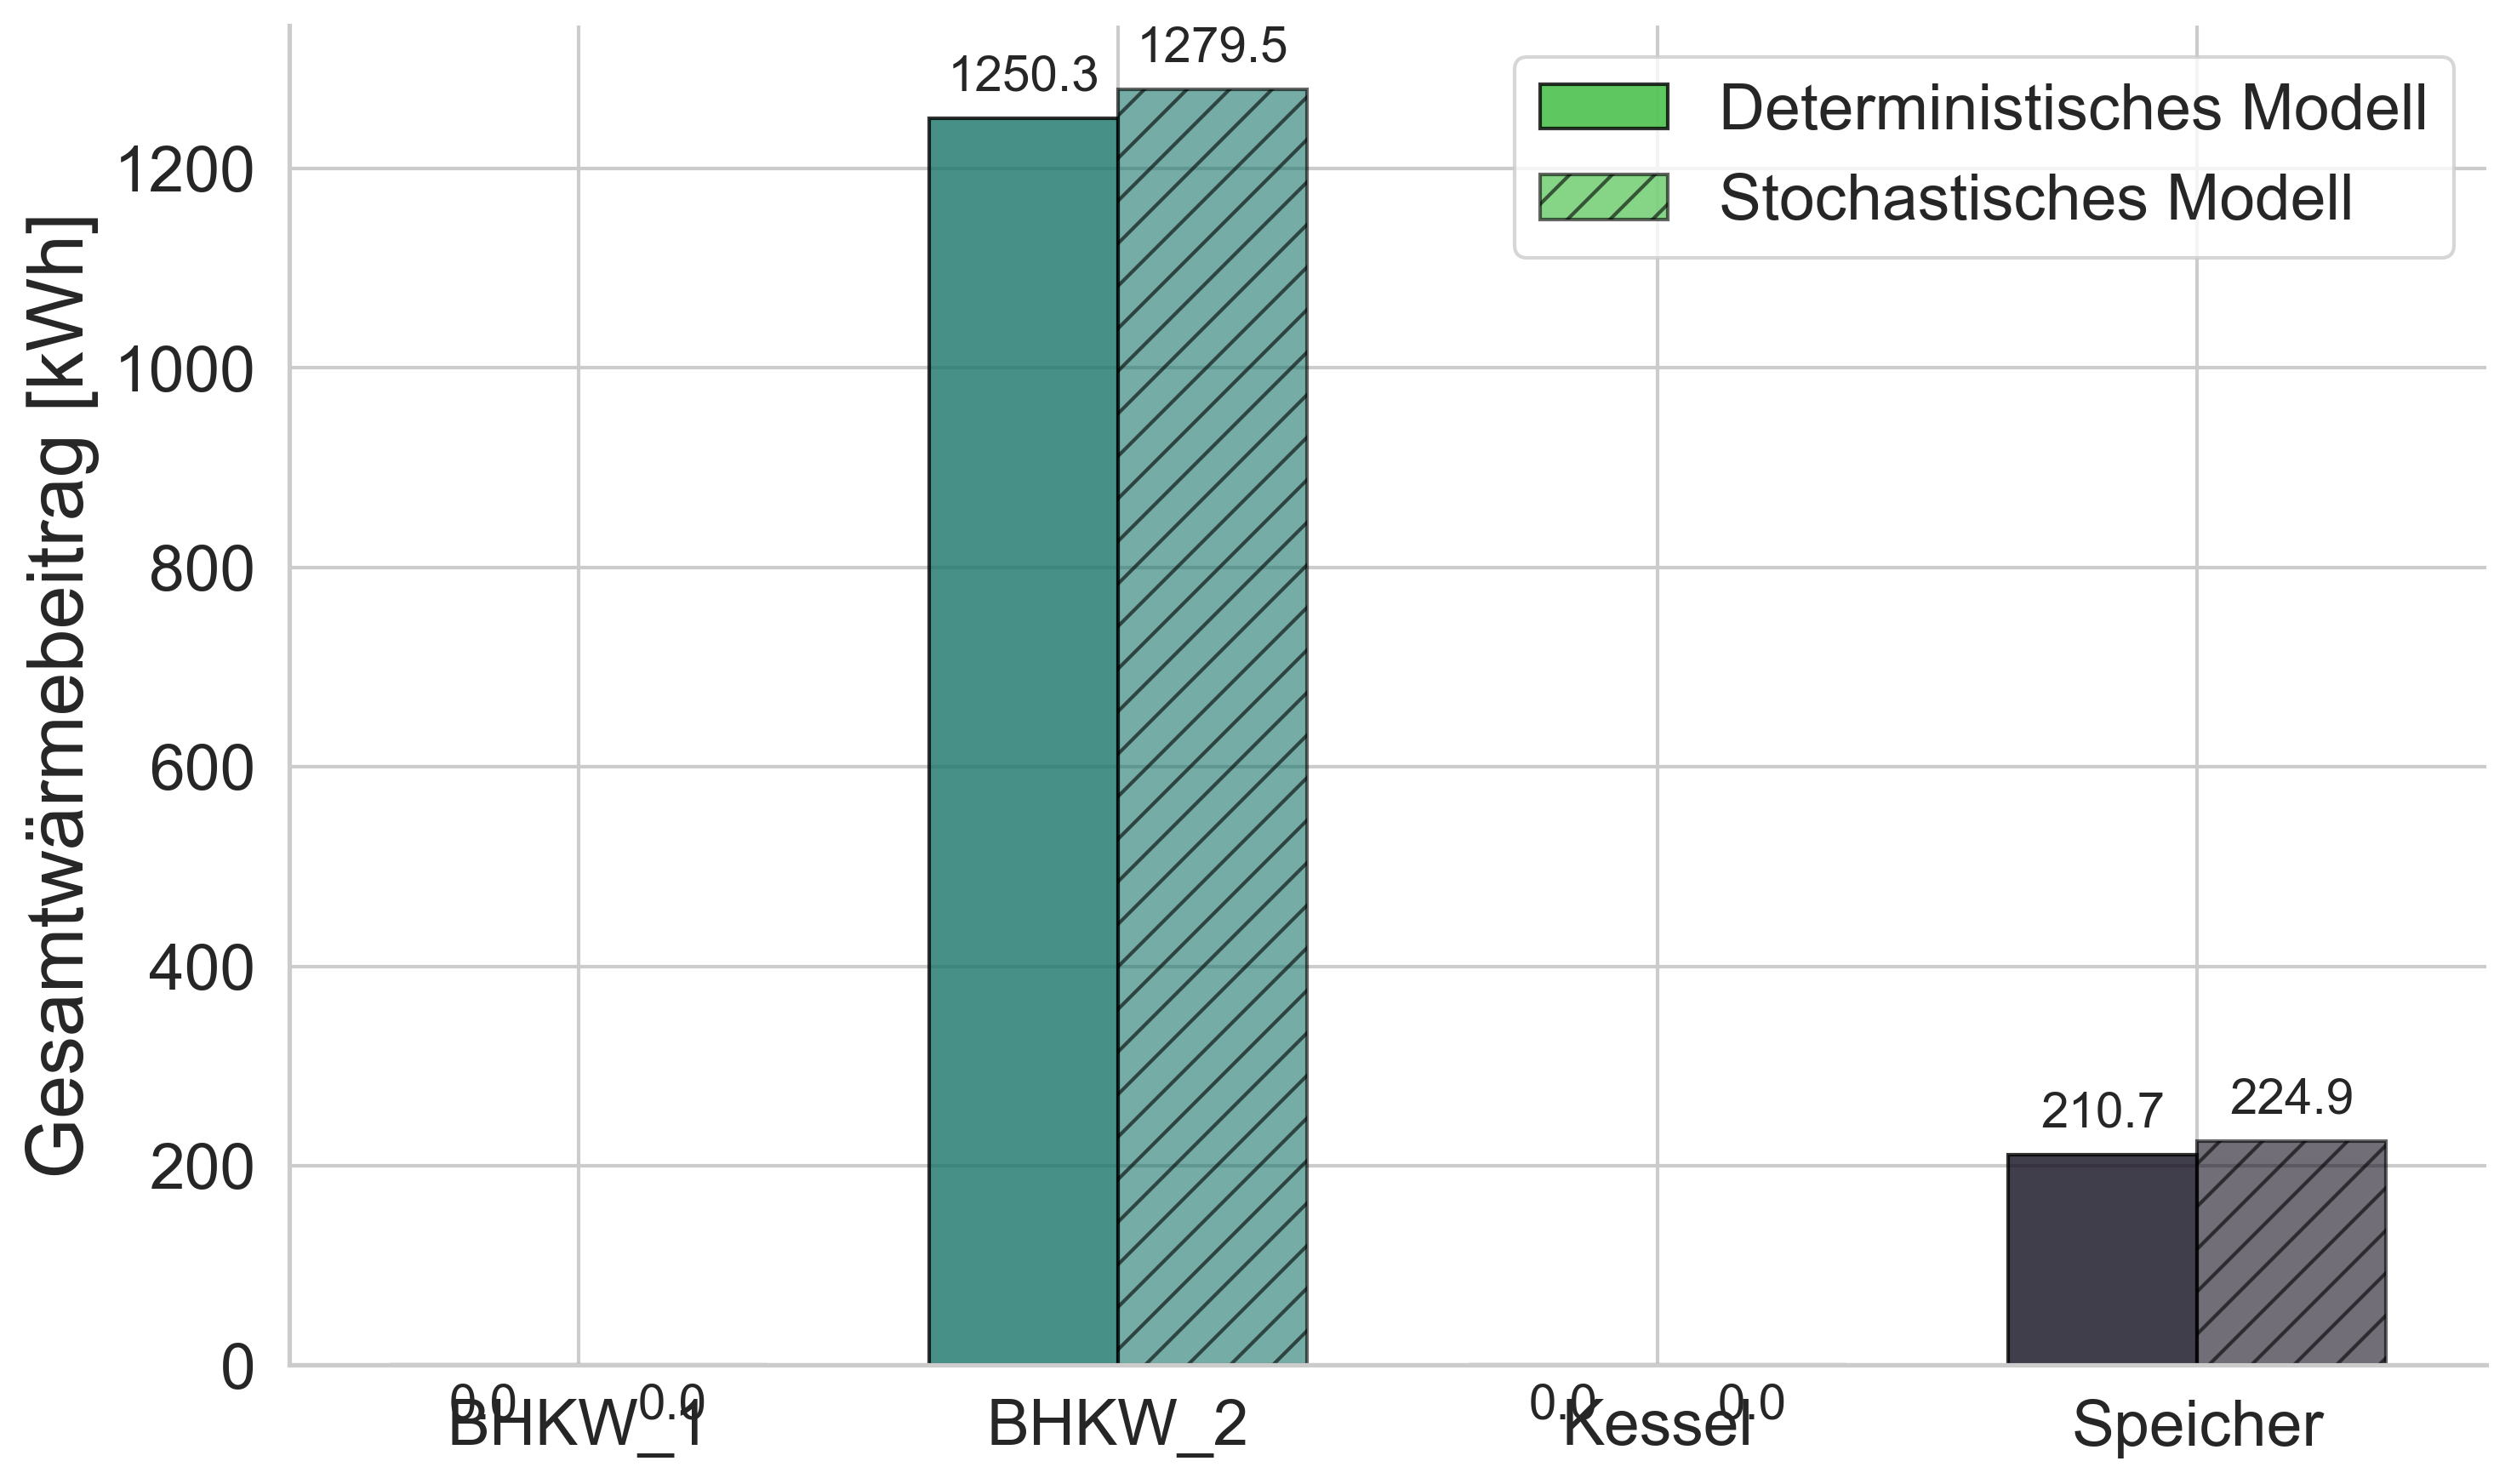 1250.3
1279.5
Deterministisches Modell
Stochastisches Modell
Gesamtwärmebeitrag [kWh]
1200
1000
800
600
400
200
0
210.7
224.9
0.0
0.0
0.0
0.0
BHKW_1
BHKW_2
Kessel
Speicher